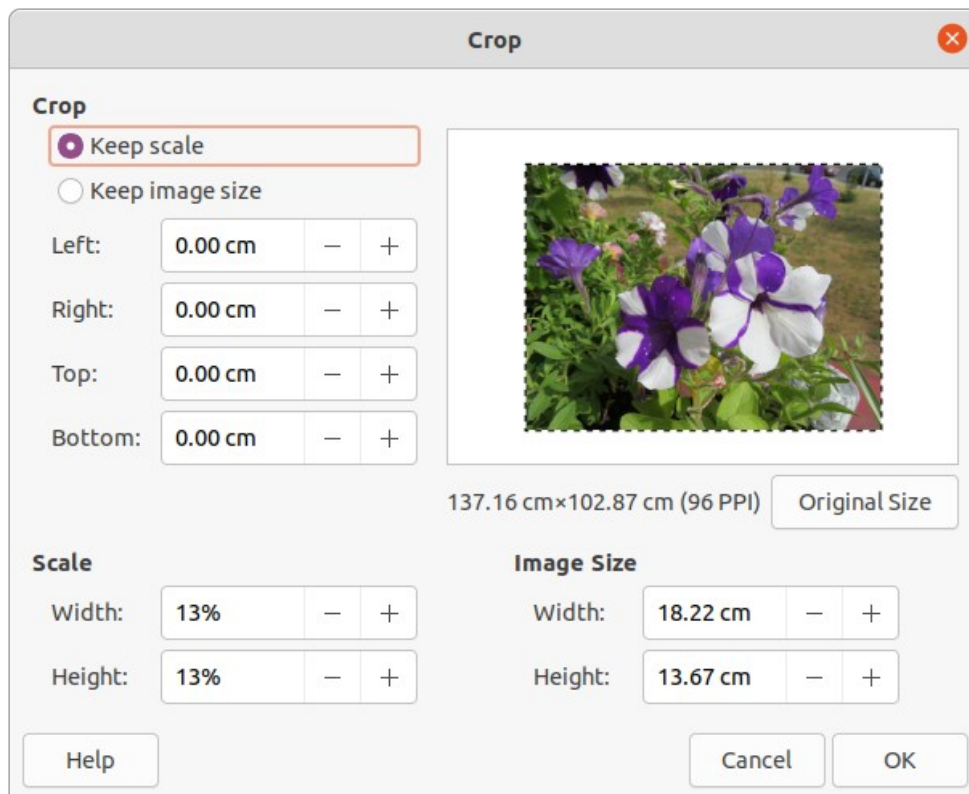 Crop
Crop
Keep scale
Keep image size
Left: 0.00 cm − +
Right: 0.00 cm − +
Top: 0.00 cm − +
Bottom: 0.00 cm − +
137.16 cm×102.87 cm (96 PPI) Original Size
Scale Image Size
Width: 13% − + Width: 18.22 cm − +
Height: 13% − + Height: 13.67 cm − +
Help Cancel OK